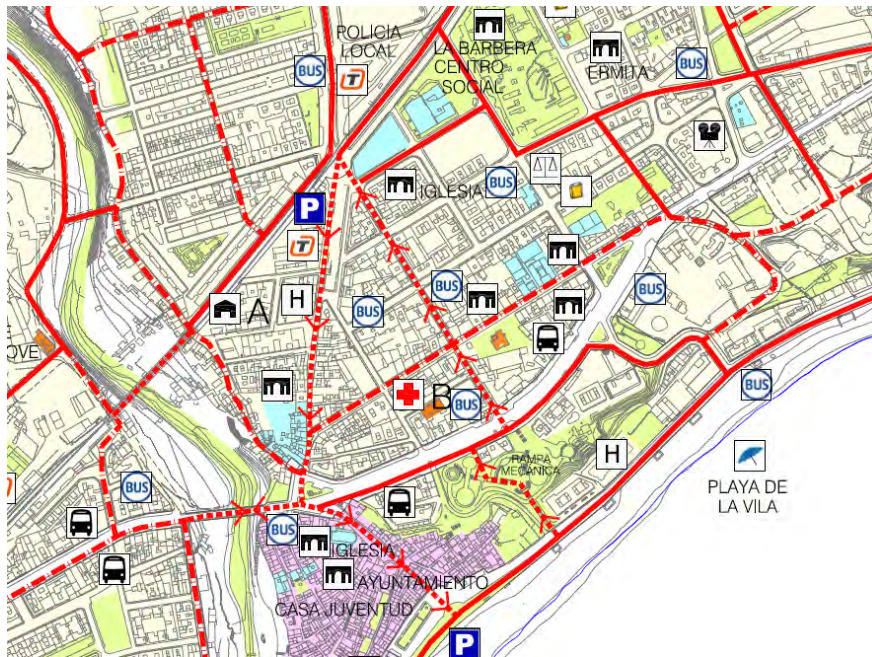 POLICIA
LOCAL
BUS
T
LA BARBERA
CENTRO
SOCIAL
ERMITA
BUS
IGLESIA
BUS
P
T
H
A
BUS
BUS
BUS
OVE
B
BUS
BUS
RAMPA
MECANICA
H
PLAYA DE
LA VILA
T
BUS
BUS
IGLESIA
AYUNTAMIENTO
CASA JUVENTUD
P